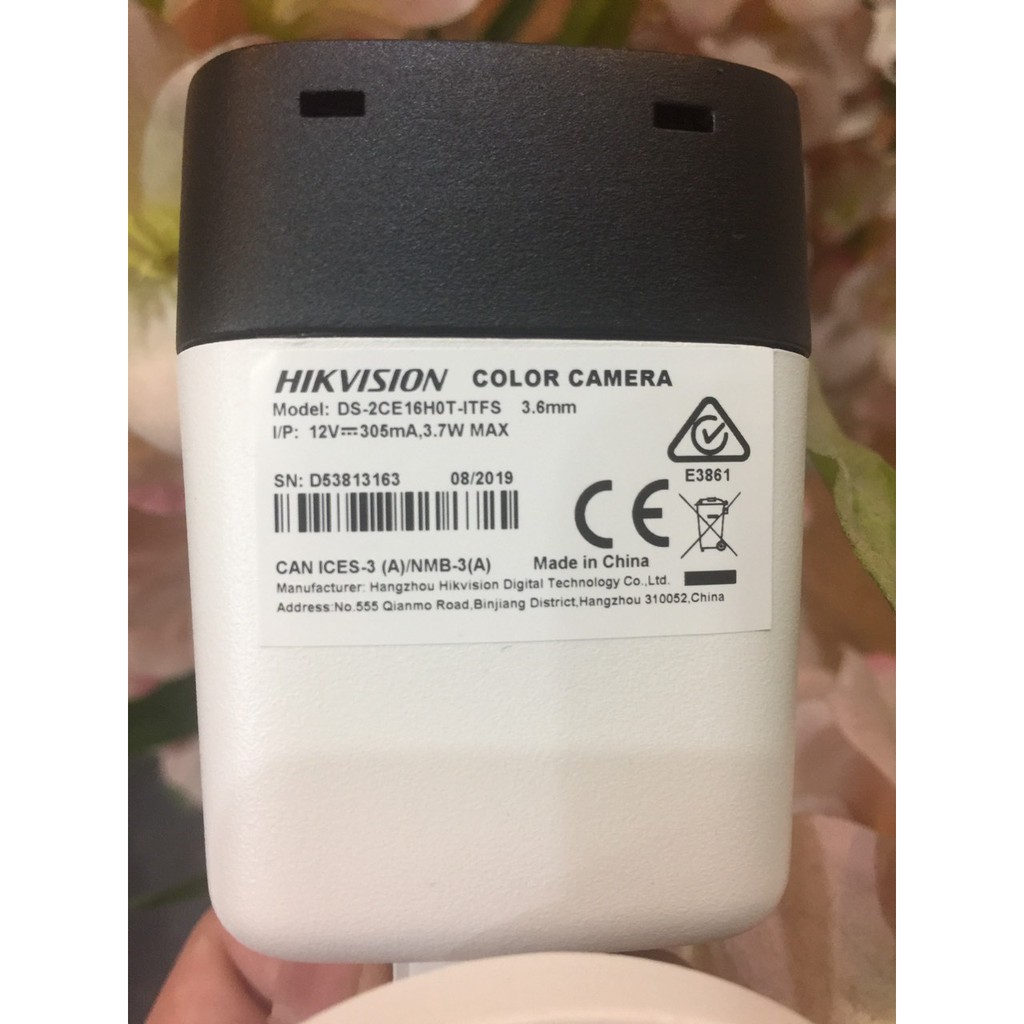 HIKVISION COLOR CAMERA
Model: DS-2CE16H0T-ITFS 3.6mm
I/P: 12V⎓305mA,3.7W MAX
E3861
SN: D53813163 08/2019
CE
CAN ICES-3 (A)/NMB-3(A) Made in China
Manufacturer: Hangzhou Hikvision Digital Technology Co.,Ltd.
Address:No.555 Qianmo Road,Binjiang District,Hangzhou 310052,China